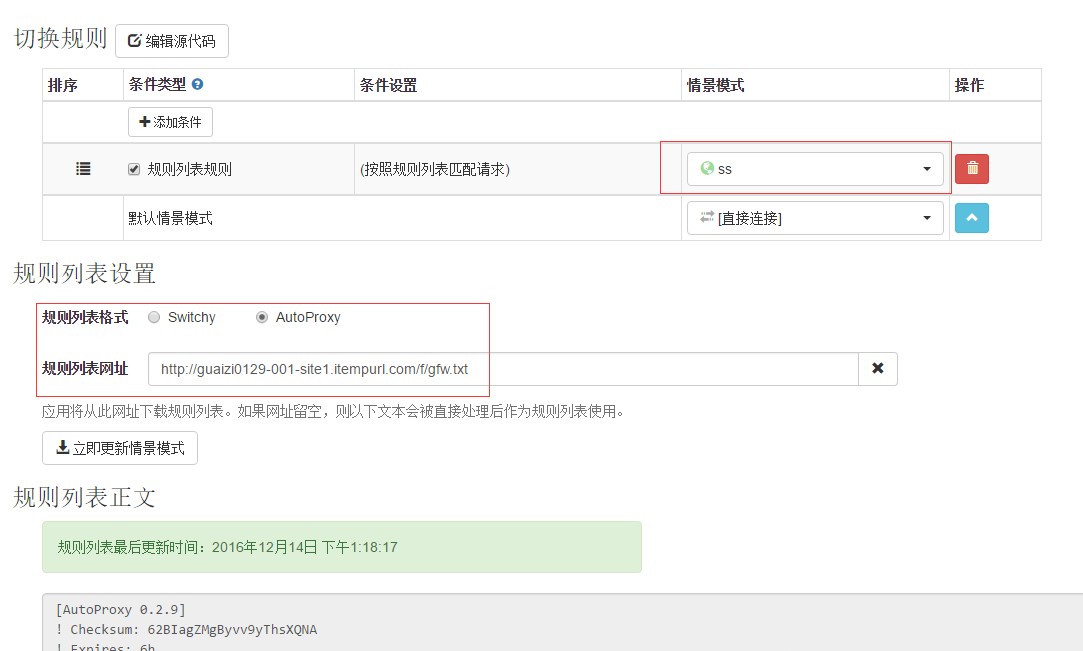 切换规则 编辑源代码
排序 条件类型 条件设置 情景模式 操作
添加条件
规则列表规则 (按照规则列表匹配请求) ss
默认情景模式 [直接连接]
规则列表设置
规则列表格式 Switchy AutoProxy
规则列表网址 http://guaizi0129-001-site1.itempurl.com/f/gfw.txt
应用将从此网址下载规则列表。如果网址留空，则以下文本会被直接处理后作为规则列表使用。
立即更新情景模式
规则列表正文
规则列表最后更新时间：2016年12月14日 下午1:18:17
[AutoProxy 0.2.9]
! Checksum: 62BIagZMgByvv9yThsXQNA
! Expires: 6h